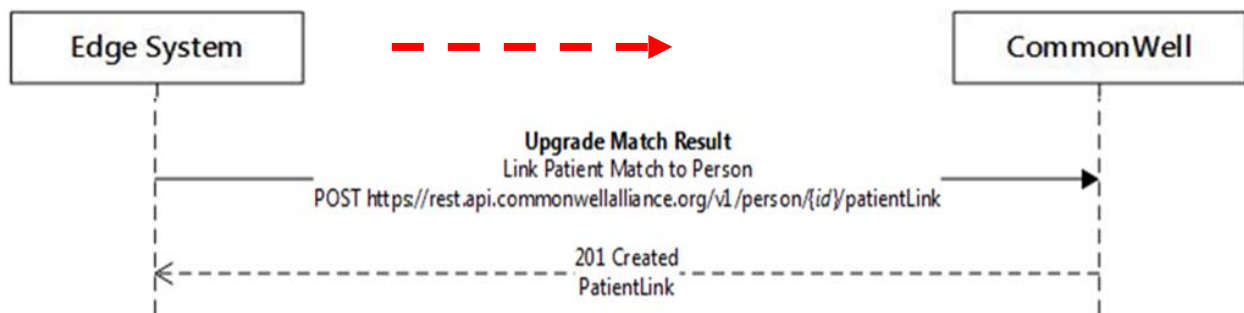 Edge System
CommonWell
Upgrade Match Result
Link Patient Match to Person
POST https://rest.api.commonwellalliance.org/v1/person/{id}/patientLink
201 Created
PatientLink